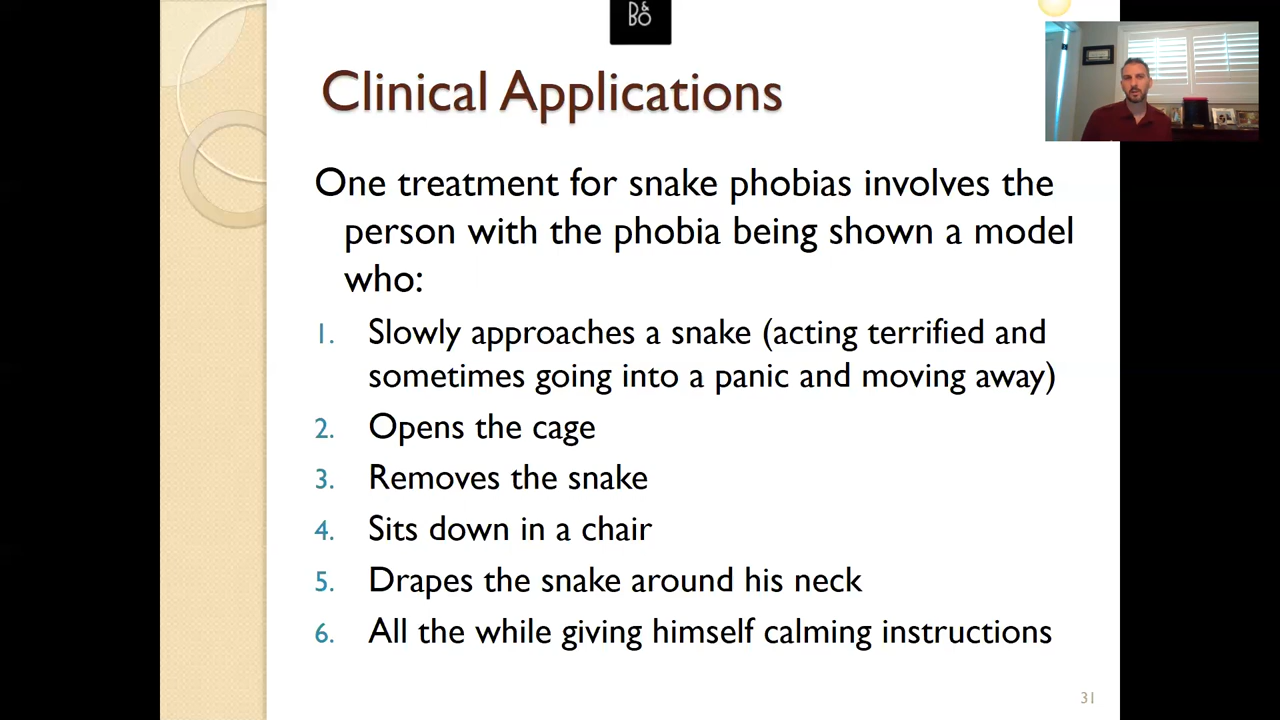 B&O
Clinical Applications
One treatment for snake phobias involves the
person with the phobia being shown a model
who:
1. Slowly approaches a snake (acting terrified and
sometimes going into a panic and moving away)
2. Opens the cage
3. Removes the snake
4. Sits down in a chair
5. Drapes the snake around his neck
6. All the while giving himself calming instructions
31